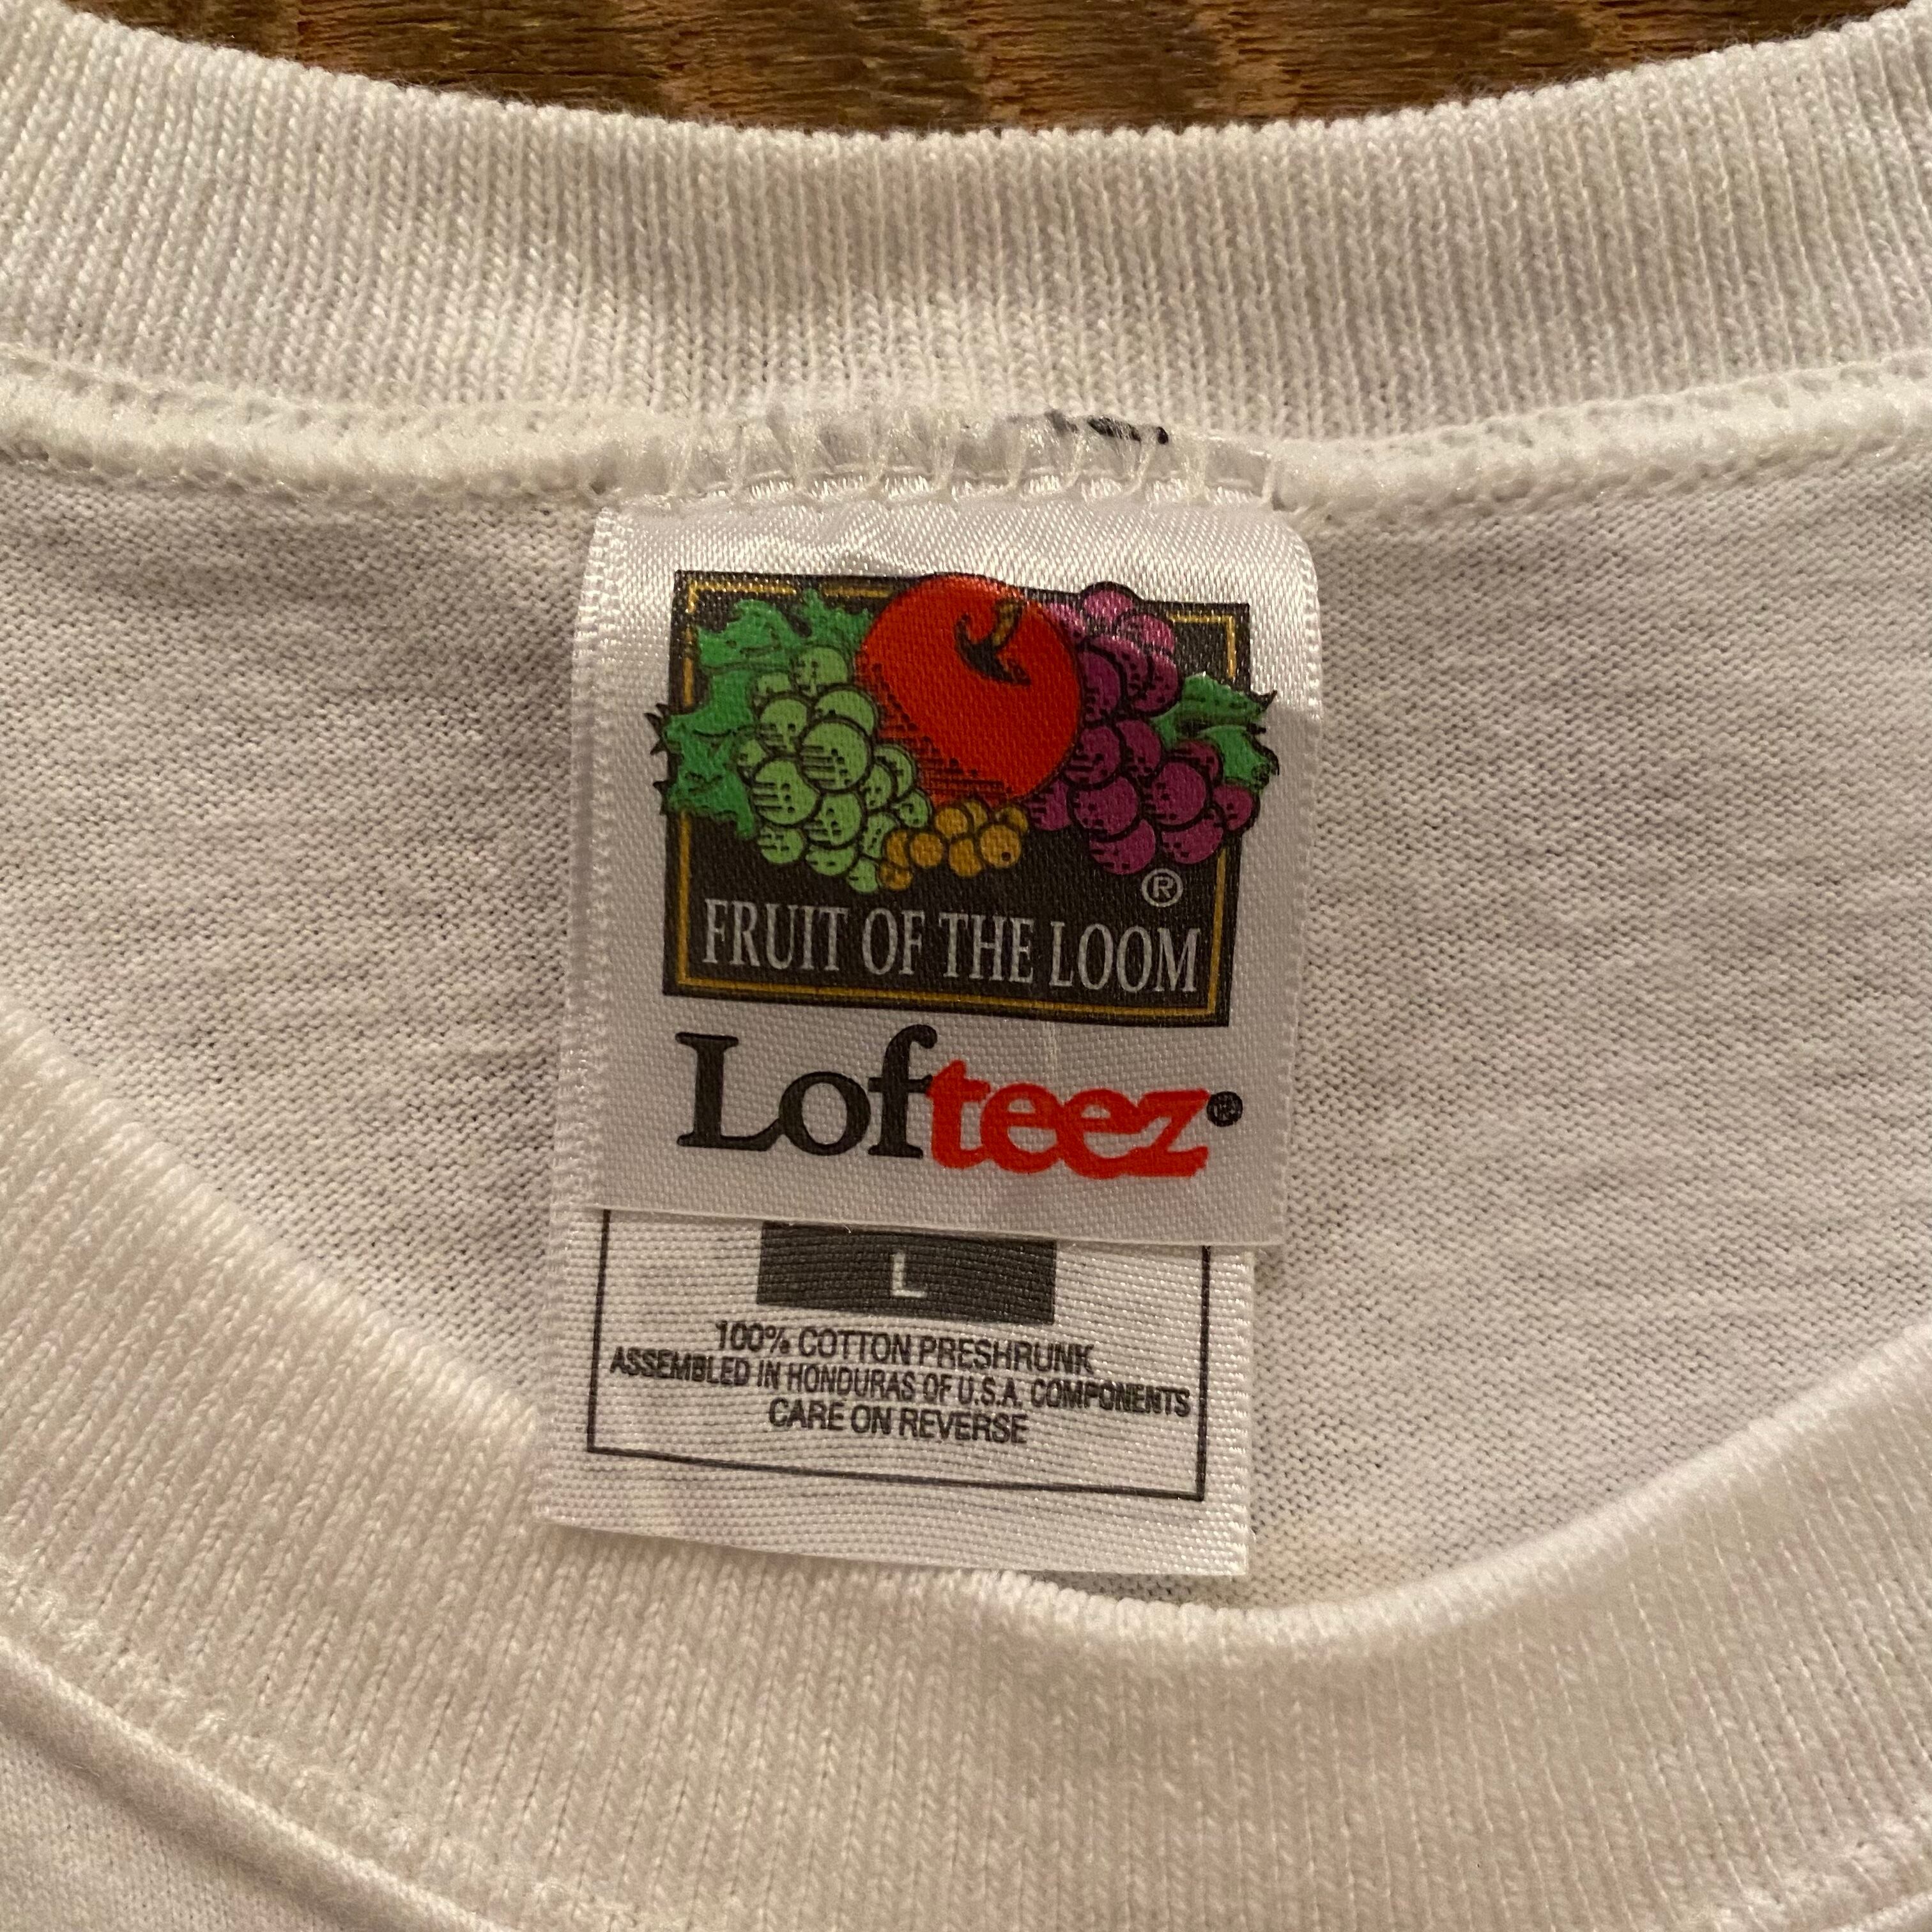 ®
FRUIT OF THE LOOM
Lofteez®
L
100% COTTON PRESHRUNK
ASSEMBLED IN HONDURAS OF U.S.A. COMPONENTS
CARE ON REVERSE